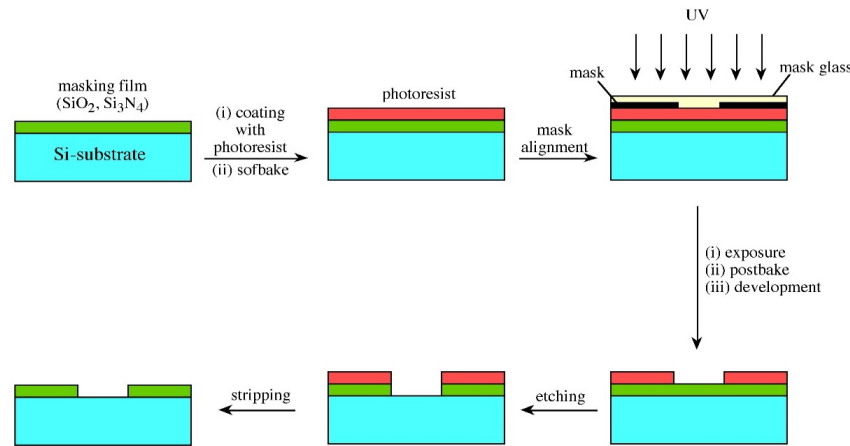 masking film
(SiO2, Si3N4)
Si-substrate
(i) coating
with
photoresist
(ii) sofbake
photoresist
mask
alignment
UV
mask
mask glass
(i) exposure
(ii) postbake
(iii) development
etching
stripping